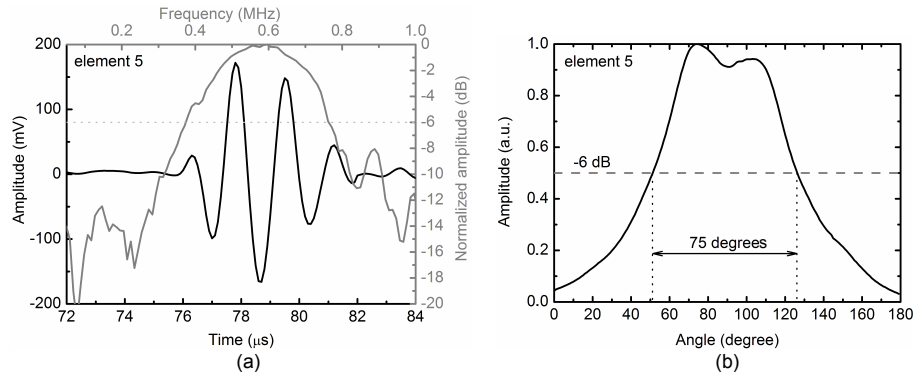 Frequency (MHz)
0.2 0.4 0.6 0.8 1.0
element 5
200
100
0
-100
-200
Amplitude (mV)
0
-2
-4
-6
-8
-10
-12
-14
-16
-18
-20
Normalized amplitude (dB)
72 74 76 78 80 82 84
Time (μs)
(a)
element 5
1.0
0.8
0.6
0.4
0.2
0.0
Amplitude (a.u.)
-6 dB
75 degrees
0 20 40 60 80 100 120 140 160 180
Angle (degree)
(b)